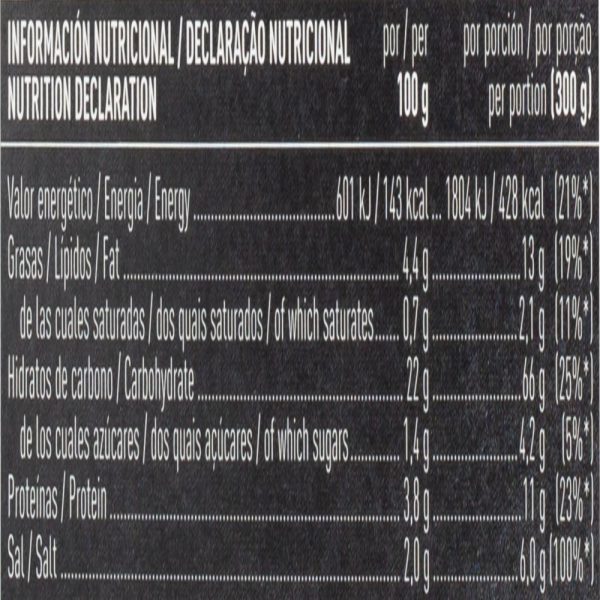 INFORMACIÓN NUTRICIONAL / DECLARAÇÃO NUTRICIONAL por / per por porción / por porção
NUTRITION DECLARATION 100 g per portion (300 g)
Valor energético / Energia / Energy 601 kJ / 143 kcal 1804 kJ / 428 kcal (21%*)
Grasas / Lípidos / Fat 4,4 g 13 g (19%*)
de las cuales saturadas / dos quais saturados / of which saturates 0,7 g 2,1 g (11%*)
Hidratos de carbono / Carbohydrate 22 g 66 g (25%*)
de los cuales azúcares / dos quais açúcares / of which sugars 1,4 g 4,2 g (5%*)
Proteínas / Protein 3,8 g 11 g (23%*)
Sal / Salt 2,0 g 6,0 g (100%*)